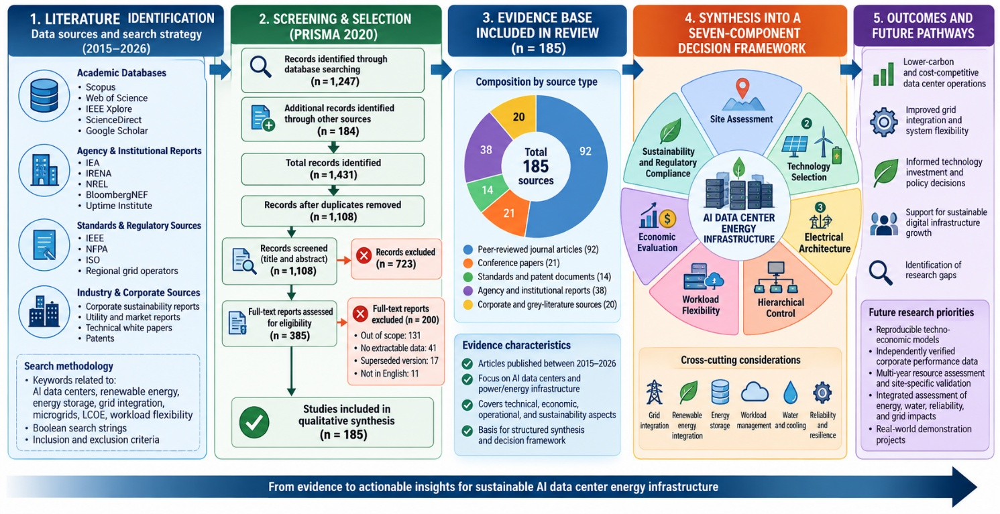 1. LITERATURE IDENTIFICATION
Data sources and search strategy
(2015–2026)
Academic Databases
• Scopus
• Web of Science
• IEEE Xplore
• ScienceDirect
• Google Scholar
Agency & Institutional Reports
• IEA
• IRENA
• NREL
• BloombergNEF
• Uptime Institute
Standards & Regulatory Sources
• IEEE
• NFPA
• ISO
• Regional grid operators
Industry & Corporate Sources
• Corporate sustainability reports
• Utility and market reports
• Technical white papers
• Patents
Search methodology
• Keywords related to:
AI data centers, renewable energy,
energy storage, grid integration,
microgrids, LCOE, workload flexibility
• Boolean search strings
• Inclusion and exclusion criteria
2. SCREENING & SELECTION
(PRISMA 2020)
Records identified through
database searching
(n = 1,247)
Additional records identified
through other sources
(n = 184)
Total records identified
(n = 1,431)
Records after duplicates removed
(n = 1,108)
Records screened
(title and abstract)
(n = 1,108)
Records excluded
(n = 723)
Full-text reports assessed
for eligibility
(n = 385)
Full-text reports
excluded (n = 200)
• Out of scope: 131
• No extractable data: 41
• Superseded version: 17
• Not in English: 11
Studies included in
qualitative synthesis
(n = 185)
3. EVIDENCE BASE
INCLUDED IN REVIEW
(n = 185)
Composition by source type
20
38
92
14
21
Total
185
sources
Peer-reviewed journal articles (92)
Conference papers (21)
Standards and patent documents (14)
Agency and institutional reports (38)
Corporate and grey-literature sources (20)
Evidence characteristics
Articles published between 2015–2026
Focus on AI data centers and
power/energy infrastructure
Covers technical, economic,
operational, and sustainability aspects
Basis for structured synthesis
and decision framework
4. SYNTHESIS INTO A
SEVEN-COMPONENT
DECISION FRAMEWORK
Site Assessment
2
Technology
Selection
3
Electrical
Architecture
Hierarchical
Control
Workload
Flexibility
$
Economic
Evaluation
Sustainability
and Regulatory
Compliance
AI DATA CENTER
ENERGY
INFRASTRUCTURE
Cross-cutting considerations
Grid
integration
Renewable
energy
integration
Energy
storage
Workload
management
Water
and cooling
Reliability
and
resilience
5. OUTCOMES AND
FUTURE PATHWAYS
Lower-carbon
and cost-competitive
data center operations
Improved grid
integration and
system flexibility
Informed technology
investment and
policy decisions
Support for sustainable
digital infrastructure
growth
Identification of
research gaps
Future research priorities
• Reproducible techno-
economic models
• Independently verified
corporate performance data
• Multi-year resource assessment
and site-specific validation
• Integrated assessment of
energy, water, reliability,
and grid impacts
• Real-world demonstration
projects
From evidence to actionable insights for sustainable AI data center energy infrastructure